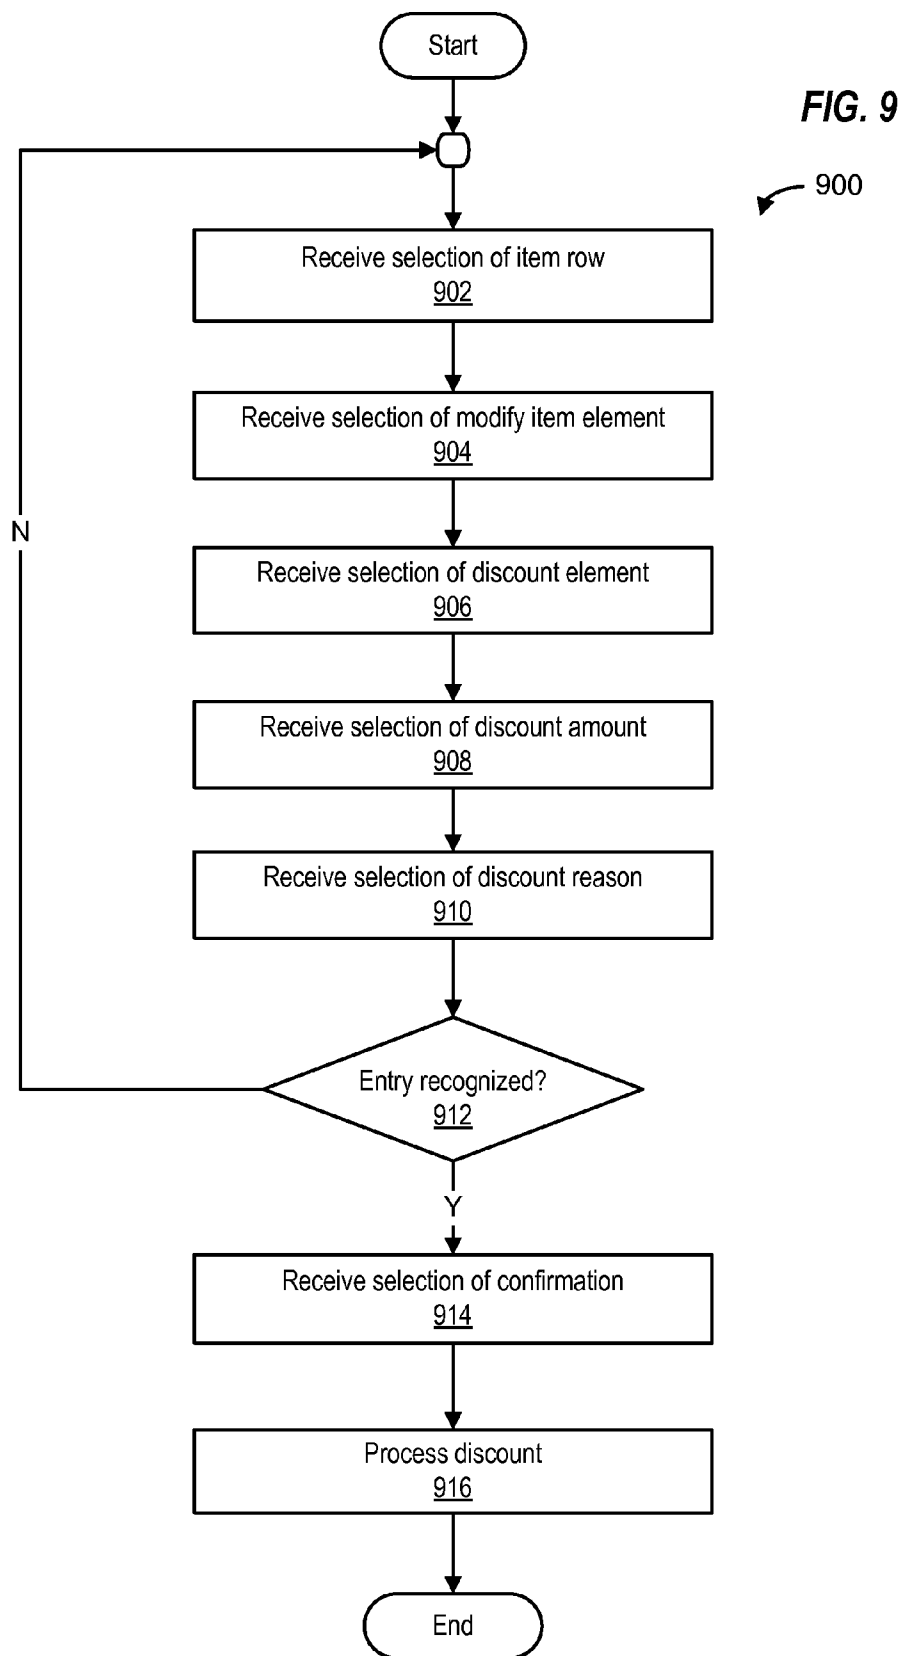 Start
FIG. 9
900
Receive selection of item row
902
Receive selection of modify item element
904
N
Receive selection of discount element
906
Receive selection of discount amount
908
Receive selection of discount reason
910
Entry recognized?
912
Y
Receive selection of confirmation
914
Process discount
916
End